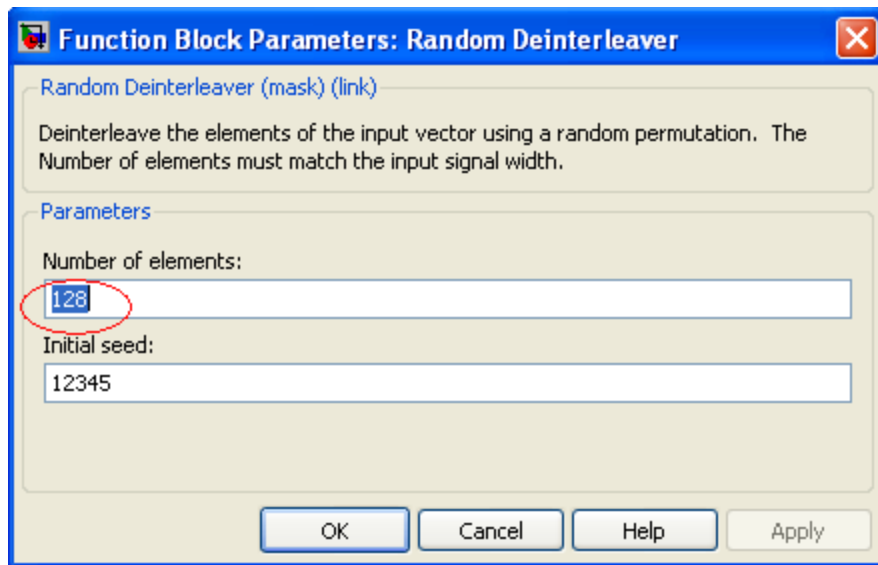 Function Block Parameters: Random Deinterleaver
Random Deinterleaver (mask) (link)
Deinterleave the elements of the input vector using a random permutation.  The
Number of elements must match the input signal width.
Parameters
Number of elements:
128
Initial seed:
12345
OK Cancel Help Apply